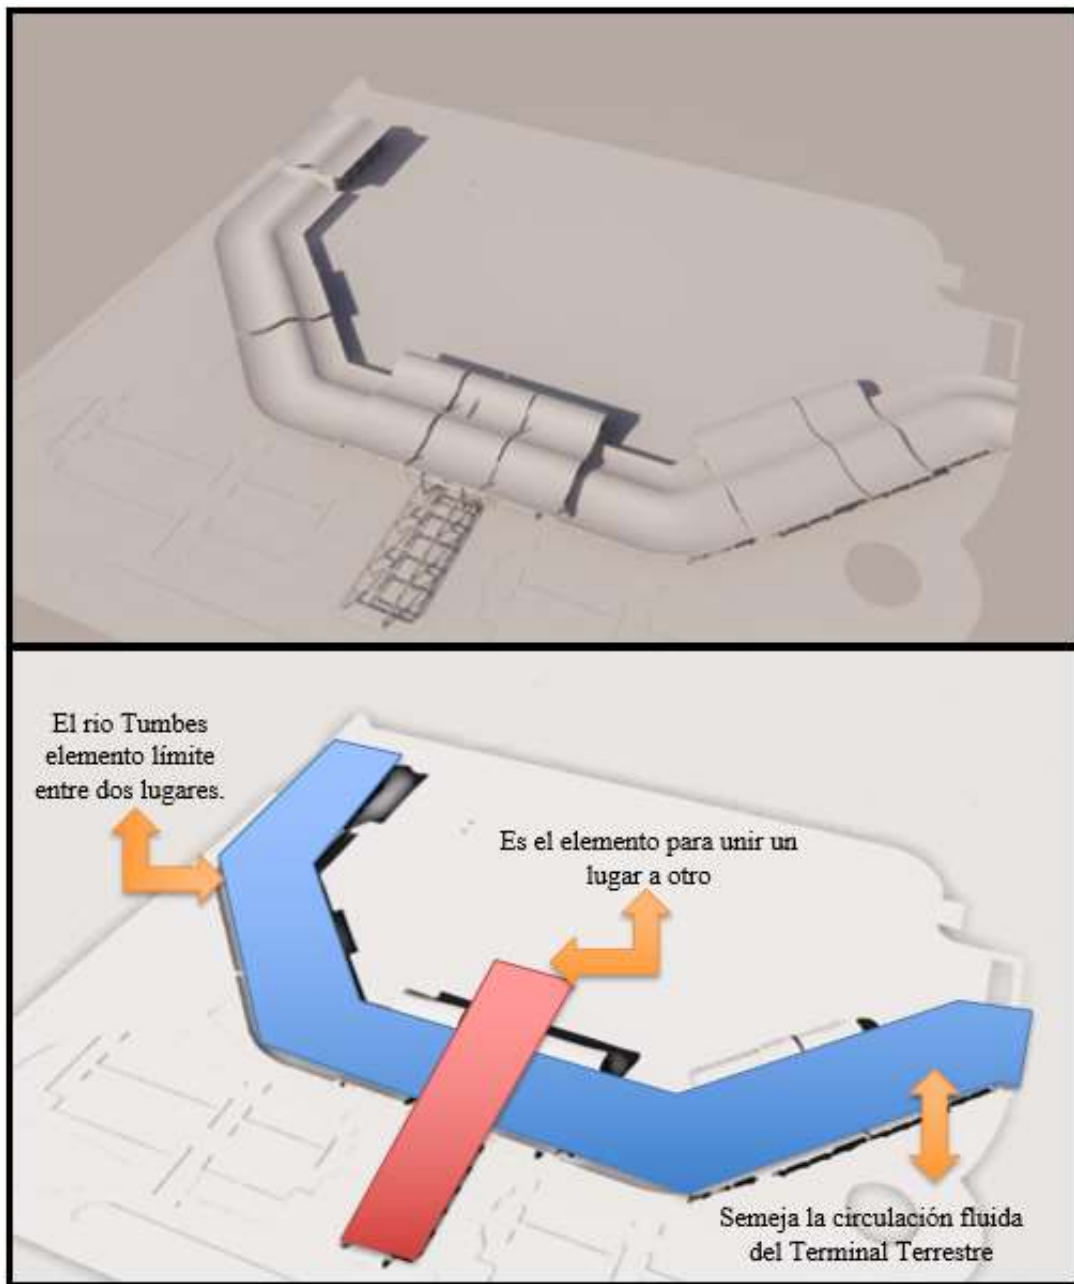 El rio Tumbes
elemento límite
entre dos lugares.
Es el elemento para unir un
lugar a otro
Semeja la circulación fluida
del Terminal Terrestre